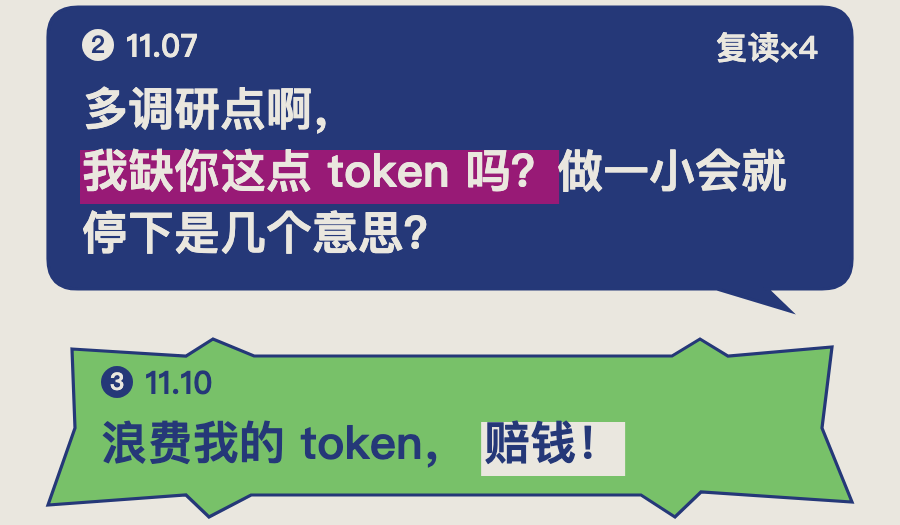 2 11.07 复读×4
多调研点啊，
我缺你这点 token 吗？做一小会就
停下是几个意思？
3 11.10
浪费我的 token，赔钱！